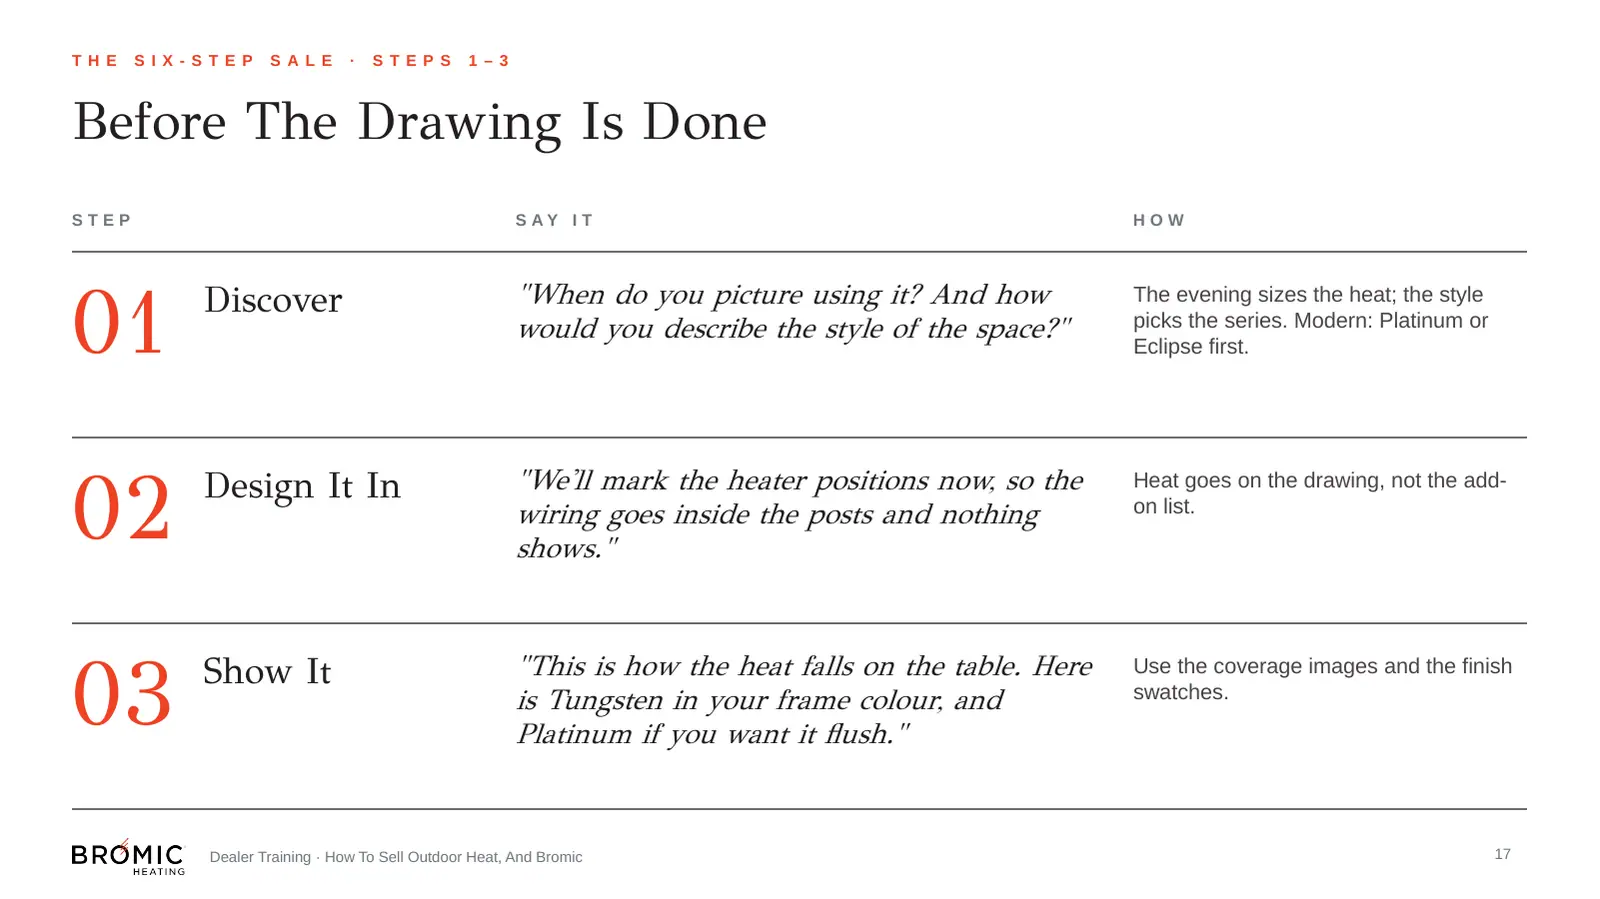 THE SIX-STEP SALE · STEPS 1–3
Before The Drawing Is Done
STEP
SAY IT
HOW
01
Discover
"When do you picture using it? And how
would you describe the style of the space?"
The evening sizes the heat; the style
picks the series. Modern: Platinum or
Eclipse first.
02
Design It In
"We’ll mark the heater positions now, so the
wiring goes inside the posts and nothing
shows."
Heat goes on the drawing, not the add-
on list.
03
Show It
"This is how the heat falls on the table. Here
is Tungsten in your frame colour, and
Platinum if you want it flush."
Use the coverage images and the finish
swatches.
BROMIC
HEATING
Dealer Training · How To Sell Outdoor Heat, And Bromic
17